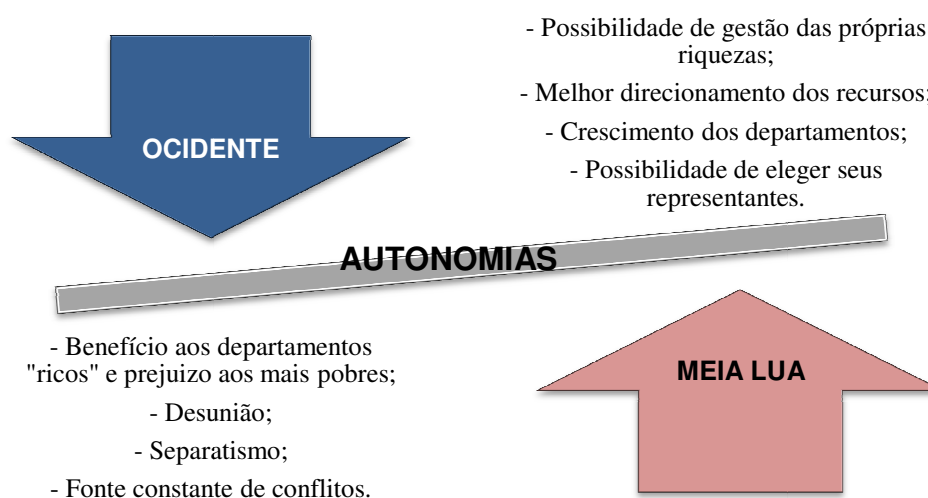 - Possibilidade de gestão das próprias
riquezas;
- Melhor direcionamento dos recursos;
- Crescimento dos departamentos;
- Possibilidade de eleger seus
representantes.
OCIDENTE
AUTONOMIAS
- Benefício aos departamentos
"ricos" e prejuizo aos mais pobres;
- Desunião;
- Separatismo;
- Fonte constante de conflitos.
MEIA LUA